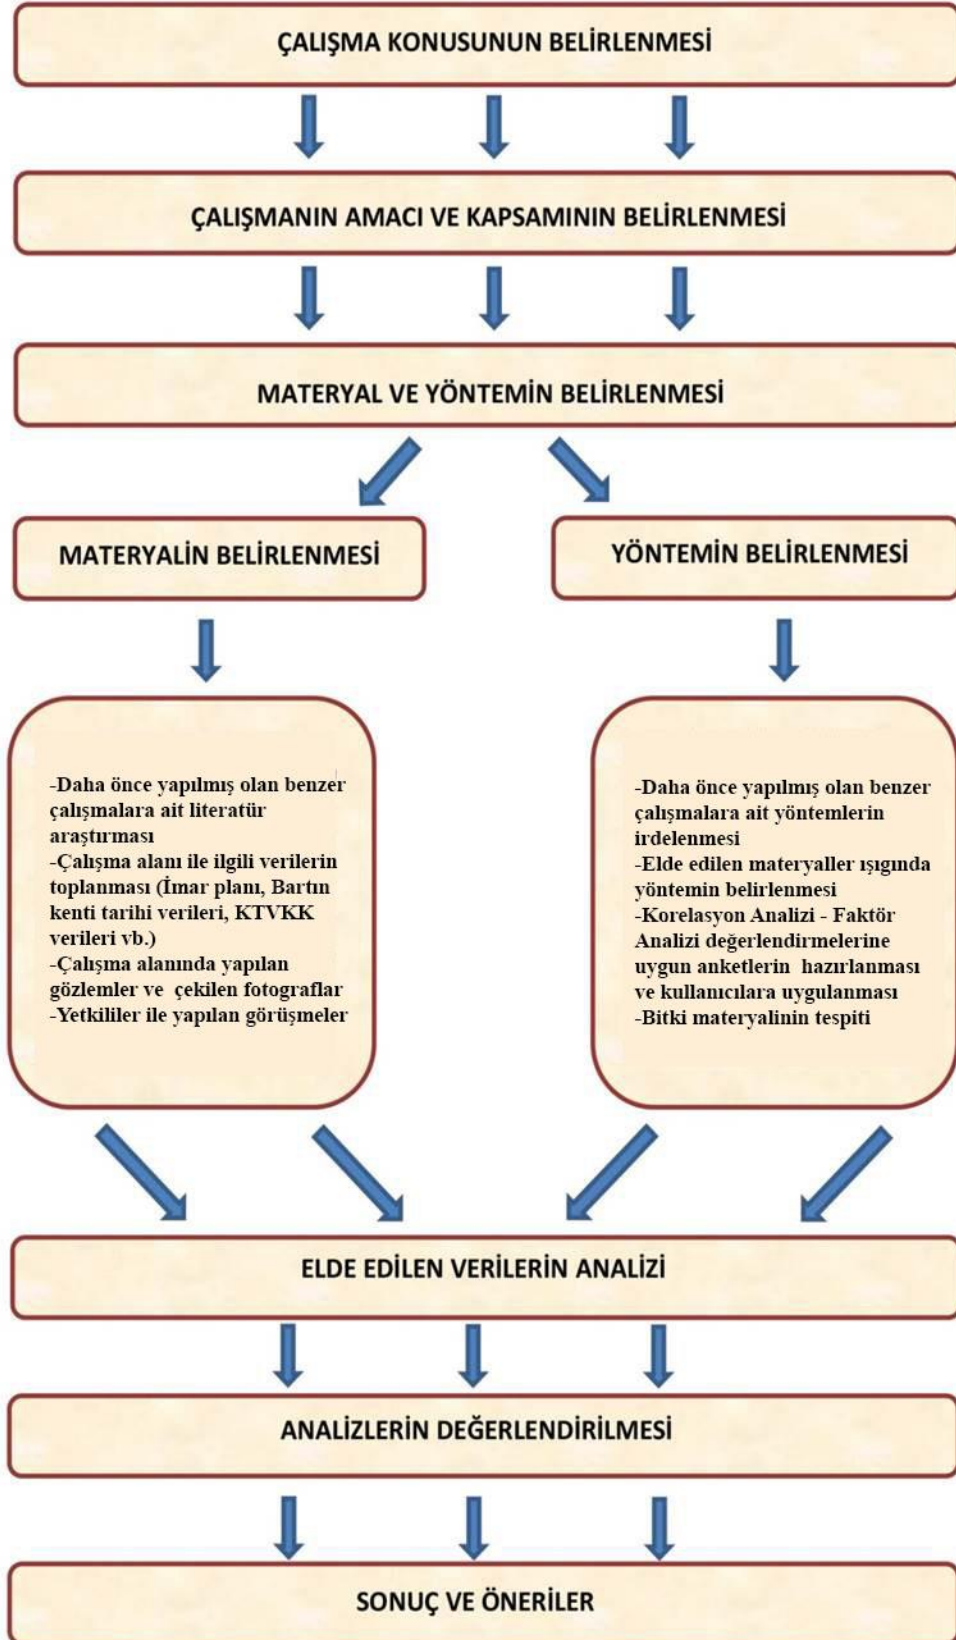 ÇALIŞMA KONUSUNUN BELİRLENMESİ
ÇALIŞMANIN AMACI VE KAPSAMININ BELİRLENMESİ
MATERYAL VE YÖNTEMİN BELİRLENMESİ
MATERYALİN BELİRLENMESİ
YÖNTEMİN BELİRLENMESİ
-Daha önce yapılmış olan benzer
çalışmalara ait literatür
araştırması
-Çalışma alanı ile ilgili verilerin
toplanması (İmar planı, Bartın
kenti tarihi verileri, KTVKK
verileri vb.)
-Çalışma alanında yapılan
gözlemler ve çekilen fotograflar
-Yetkililer ile yapılan görüşmeler
-Daha önce yapılmış olan benzer
çalışmalara ait yöntemlerin
irdelenmesi
-Elde edilen materyaller ışıgında
yöntemin belirlenmesi
-Korelasyon Analizi - Faktör
Analizi değerlendirmelerine
uygun anketlerin hazırlanması
ve kullanıcılara uygulanması
-Bitki materyalinin tespiti
ELDE EDİLEN VERİLERİN ANALİZİ
ANALİZLERİN DEĞERLENDİRİLMESİ
SONUÇ VE ÖNERİLER